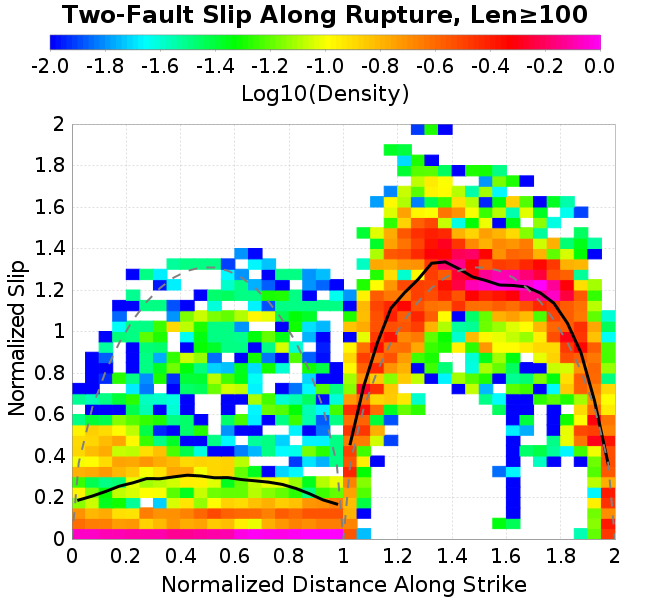 Two-Fault Slip Along Rupture, Len≥100
-2.0 -1.8 -1.6 -1.4 -1.2 -1.0 -0.8 -0.6 -0.4 -0.2 0.0
Log10(Density)
2
1.8
1.6
1.4
1.2
1
0.8
0.6
0.4
0.2
0
Normalized Slip
0 0.2 0.4 0.6 0.8 1 1.2 1.4 1.6 1.8 2
Normalized Distance Along Strike